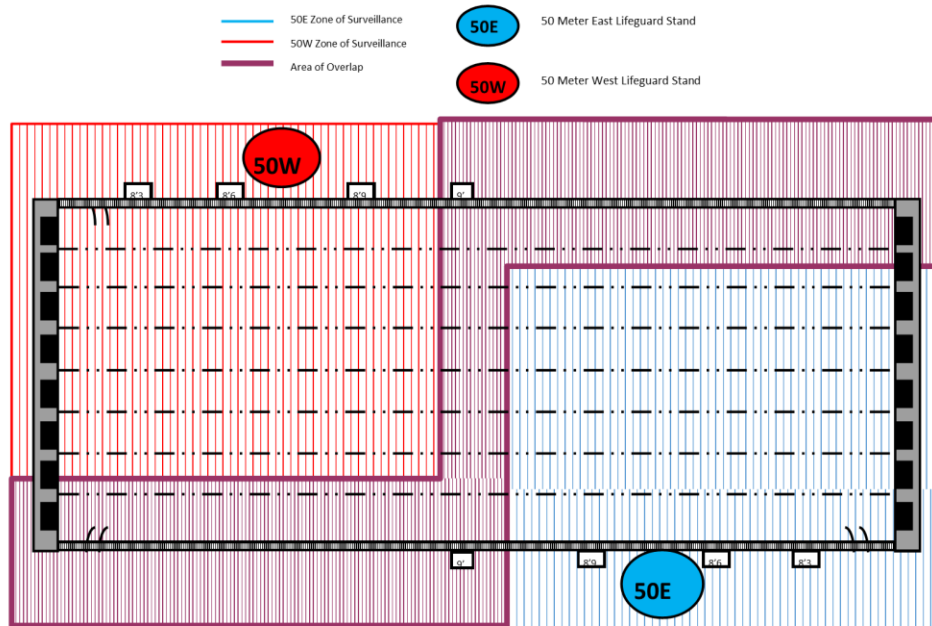 50E Zone of Surveillance
50W Zone of Surveillance
Area of Overlap
50E
50 Meter East Lifeguard Stand
50W
50 Meter West Lifeguard Stand
50W
8'3
8'6
8'9
9'
9'
8'9
8'6
8'3
50E